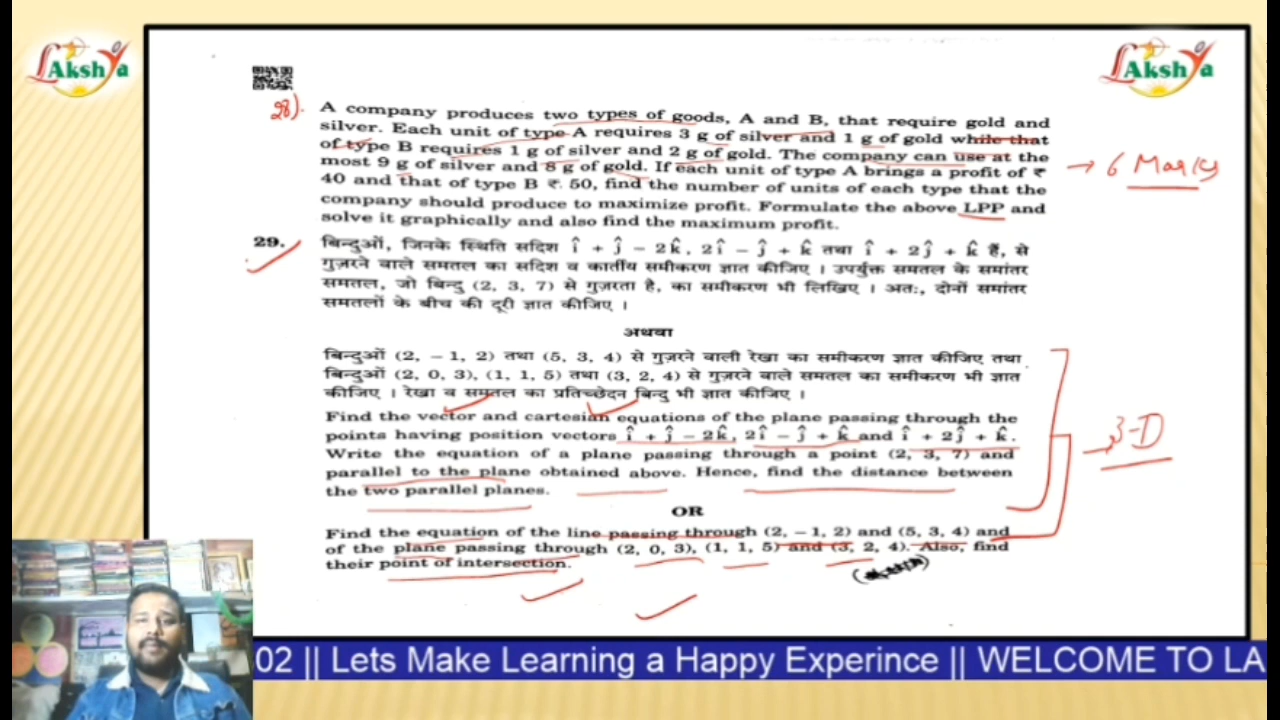 LAkshya
LAkshya
28).
A company produces two types of goods, A and B, that require gold and
silver. Each unit of type A requires 3 g of silver and 1 g of gold while that
of type B requires 1 g of silver and 2 g of gold. The company can use at the
most 9 g of silver and 8 g of gold. If each unit of type A brings a profit of ₹
40 and that of type B ₹ 50, find the number of units of each type that the
company should produce to maximize profit. Formulate the above LPP and
solve it graphically and also find the maximum profit.
→ 6 Marks
29. बिन्दुओं, जिनके स्थिति सदिश î + ĵ – 2k̂, 2î – ĵ + k̂ तथा î + 2ĵ + k̂ हैं, से
गुज़रने वाले समतल का सदिश व कार्तीय समीकरण ज्ञात कीजिए । उपर्युक्त समतल के समांतर
समतल, जो बिन्दु (2, 3, 7) से गुज़रता है, का समीकरण भी लिखिए । अतः, दोनों समांतर
समतलों के बीच की दूरी ज्ञात कीजिए ।
अथवा
बिन्दुओं (2, – 1, 2) तथा (5, 3, 4) से गुज़रने वाली रेखा का समीकरण ज्ञात कीजिए तथा
बिन्दुओं (2, 0, 3), (1, 1, 5) तथा (3, 2, 4) से गुज़रने वाले समतल का समीकरण भी ज्ञात
कीजिए । रेखा व समतल का प्रतिच्छेदन बिन्दु भी ज्ञात कीजिए ।
Find the vector and cartesian equations of the plane passing through the
points having position vectors î + ĵ – 2k̂, 2î – ĵ + k̂ and î + 2ĵ + k̂.
Write the equation of a plane passing through a point (2, 3, 7) and
parallel to the plane obtained above. Hence, find the distance between
the two parallel planes.
→ 3-D
OR
Find the equation of the line passing through (2, – 1, 2) and (5, 3, 4) and
of the plane passing through (2, 0, 3), (1, 1, 5) and (3, 2, 4). Also, find
their point of intersection.
02 || Lets Make Learning a Happy Experince || WELCOME TO LA